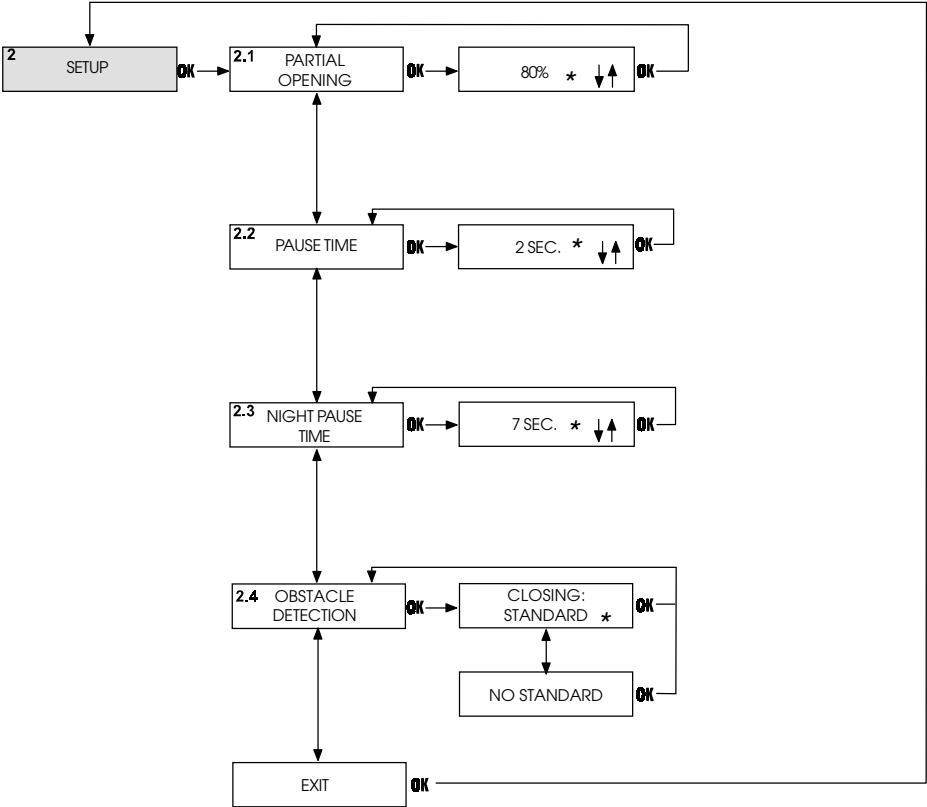 2
SETUP
OK
2.1
PARTIAL
OPENING
OK
80% *
OK
2.2
PAUSE TIME
OK
2 SEC. *
OK
2.3
NIGHT PAUSE
TIME
OK
7 SEC. *
OK
2.4
OBSTACLE
DETECTION
OK
CLOSING:
STANDARD *
OK
NO STANDARD
OK
EXIT
OK